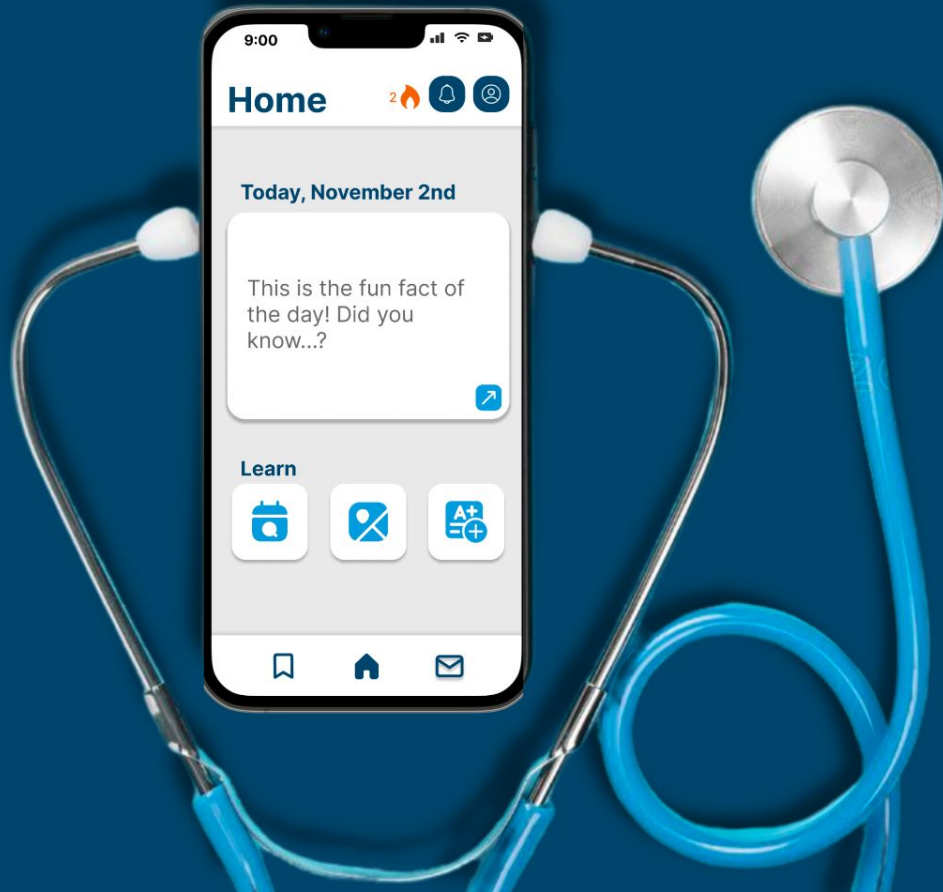 9:00
Home
2
Today, November 2nd
This is the fun fact of
the day! Did you
know...?
Learn
A+